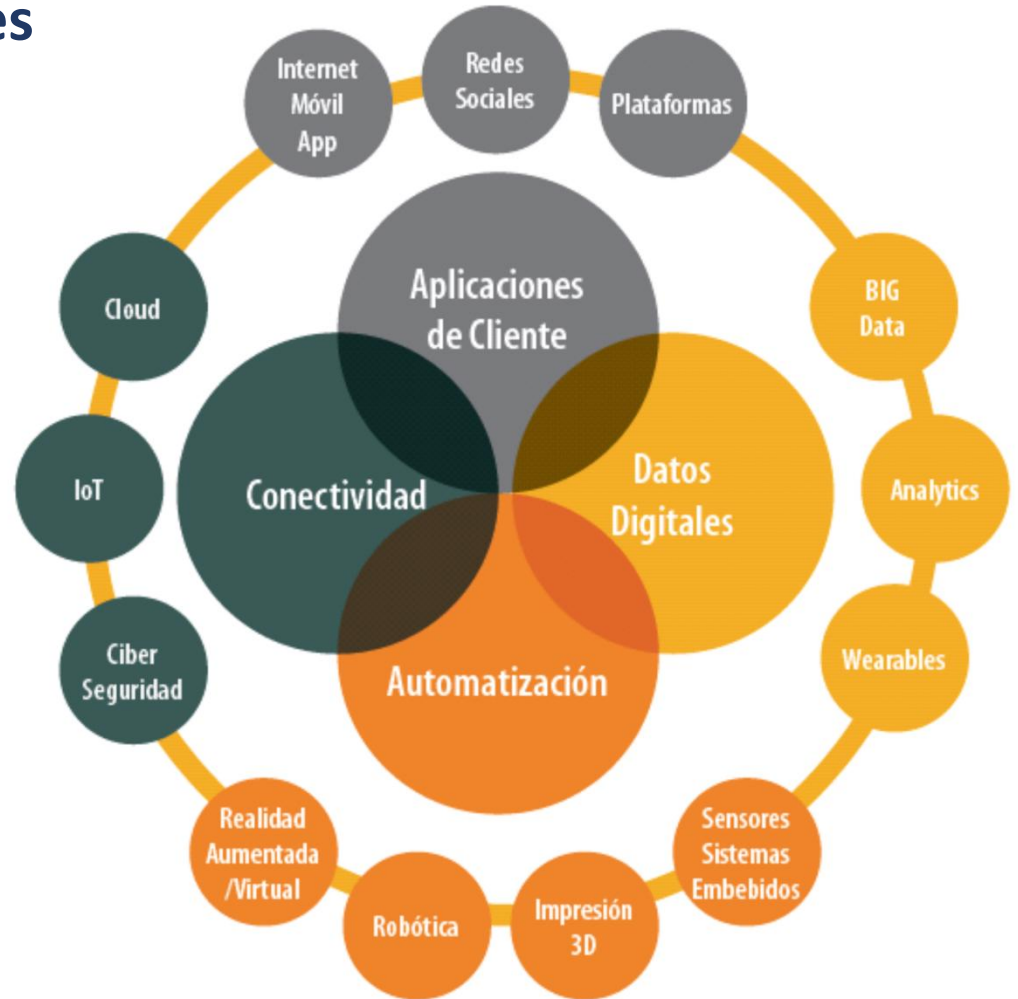 es
Internet
Móvil
App
Redes
Sociales
Plataformas
Cloud
BIG
Data
Aplicaciones
de Cliente
Conectividad
Datos
Digitales
Automatización
IoT
Analytics
Ciber
Seguridad
Wearables
Realidad
Aumentada
/Virtual
Robótica
Impresión
3D
Sensores
Sistemas
Embebidos